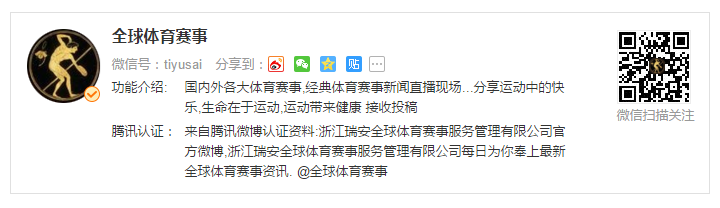 全球体育赛事
微信号：tiyusai 分享到：
功能介绍: 国内外各大体育赛事,经典体育赛事新闻直播现场...分享运动中的快
乐,生命在于运动,运动带来健康 接收投稿
微信扫描关注
腾讯认证： 来自腾讯微博认证资料:浙江瑞安全球体育赛事服务管理有限公司官
方微博,浙江瑞安全球体育赛事服务管理有限公司每日为你奉上最新
全球体育赛事资讯. @全球体育赛事